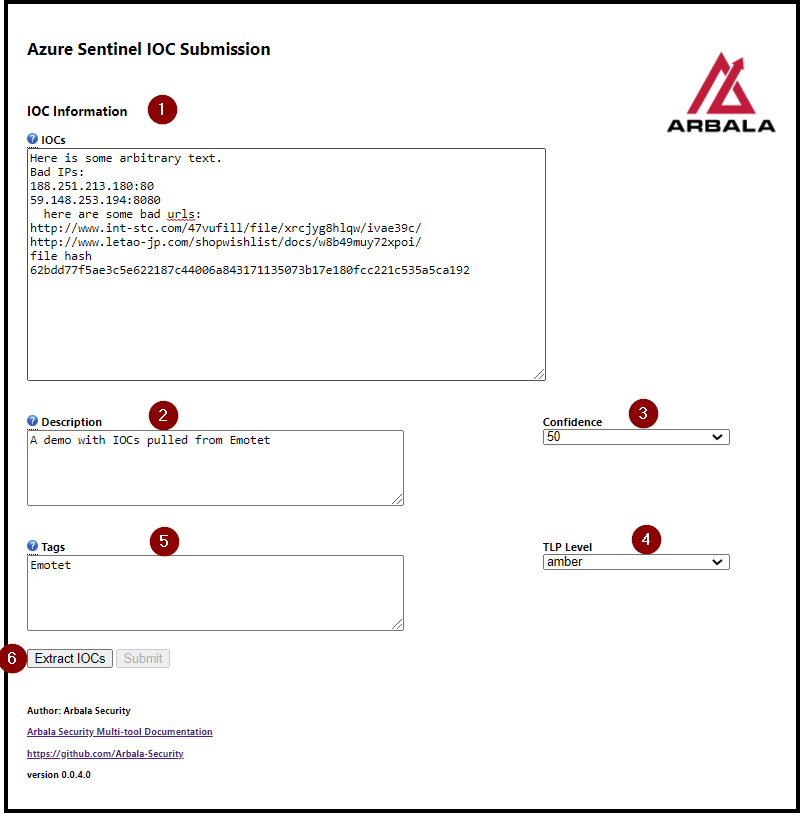 Azure Sentinel IOC Submission
ARBALA
IOC Information 1
? IOCs
Here is some arbitrary text.
Bad IPs:
188.251.213.180:80
59.148.253.194:8080
here are some bad urls:
http://www.int-stc.com/47vufill/file/xrcjyg8hlqw/ivae39c/
http://www.letao-jp.com/shopwishlist/docs/w8b49muy72xpoi/
file hash
62bdd77f5ae3c5e622187c44006a843171135073b17e180fcc221c535a5ca192
? Description 2
A demo with IOCs pulled from Emotet
Confidence 3
50
? Tags 5
Emotet
TLP Level 4
amber
6 Extract IOCs Submit
Author: Arbala Security
Arbala Security Multi-tool Documentation
https://github.com/Arbala-Security
version 0.0.4.0